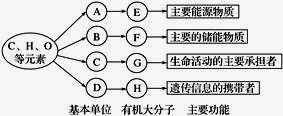 C、H、O
等元素
A
E
主要能源物质
B
F
主要的储能物质
C
G
生命活动的主要承担者
D
H
遗传信息的携带者
基本单位 有机大分子 主要功能